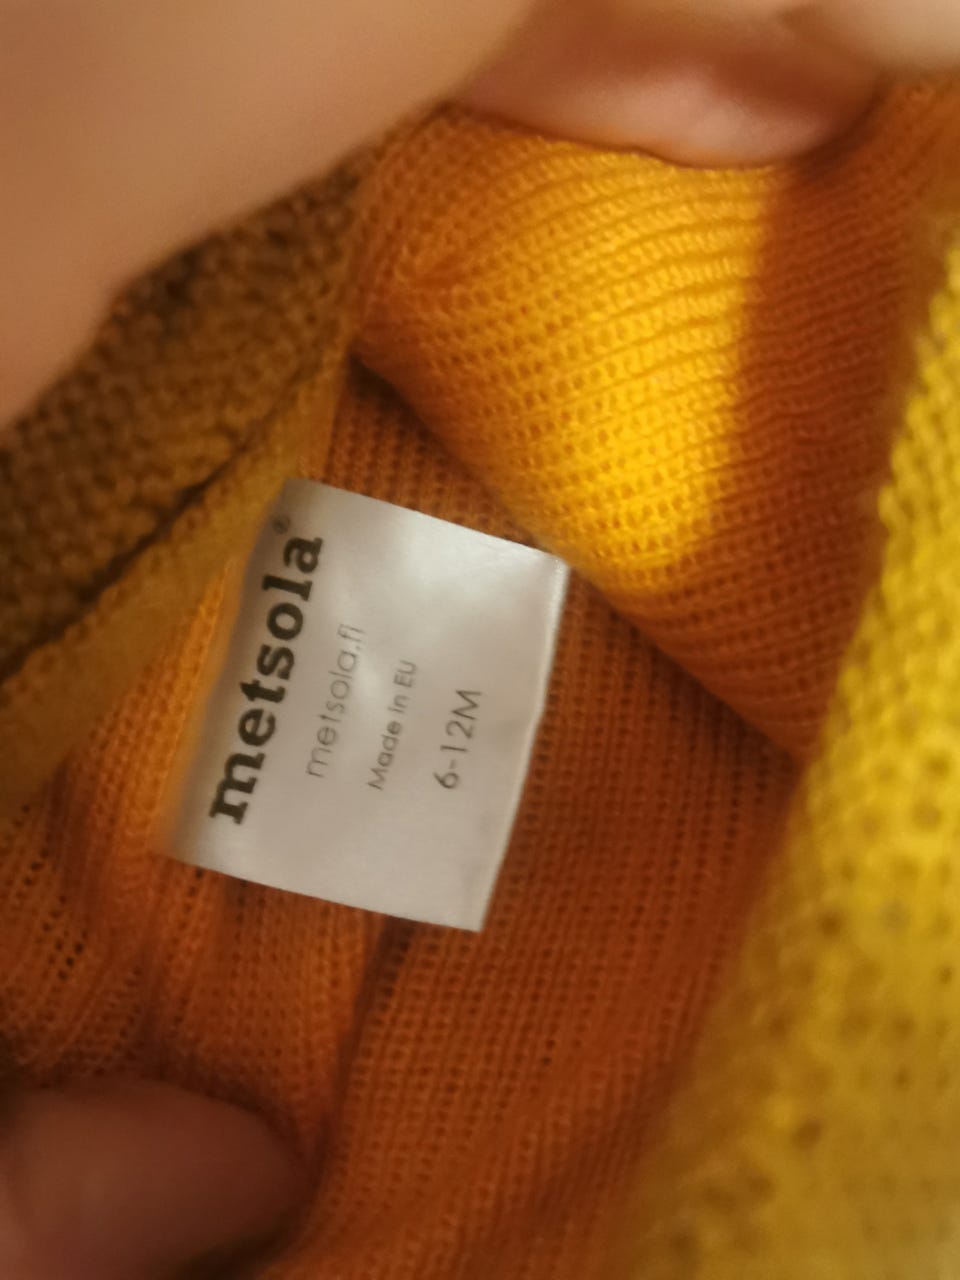 metsola®
metsola.fi
Made in EU
6-12M